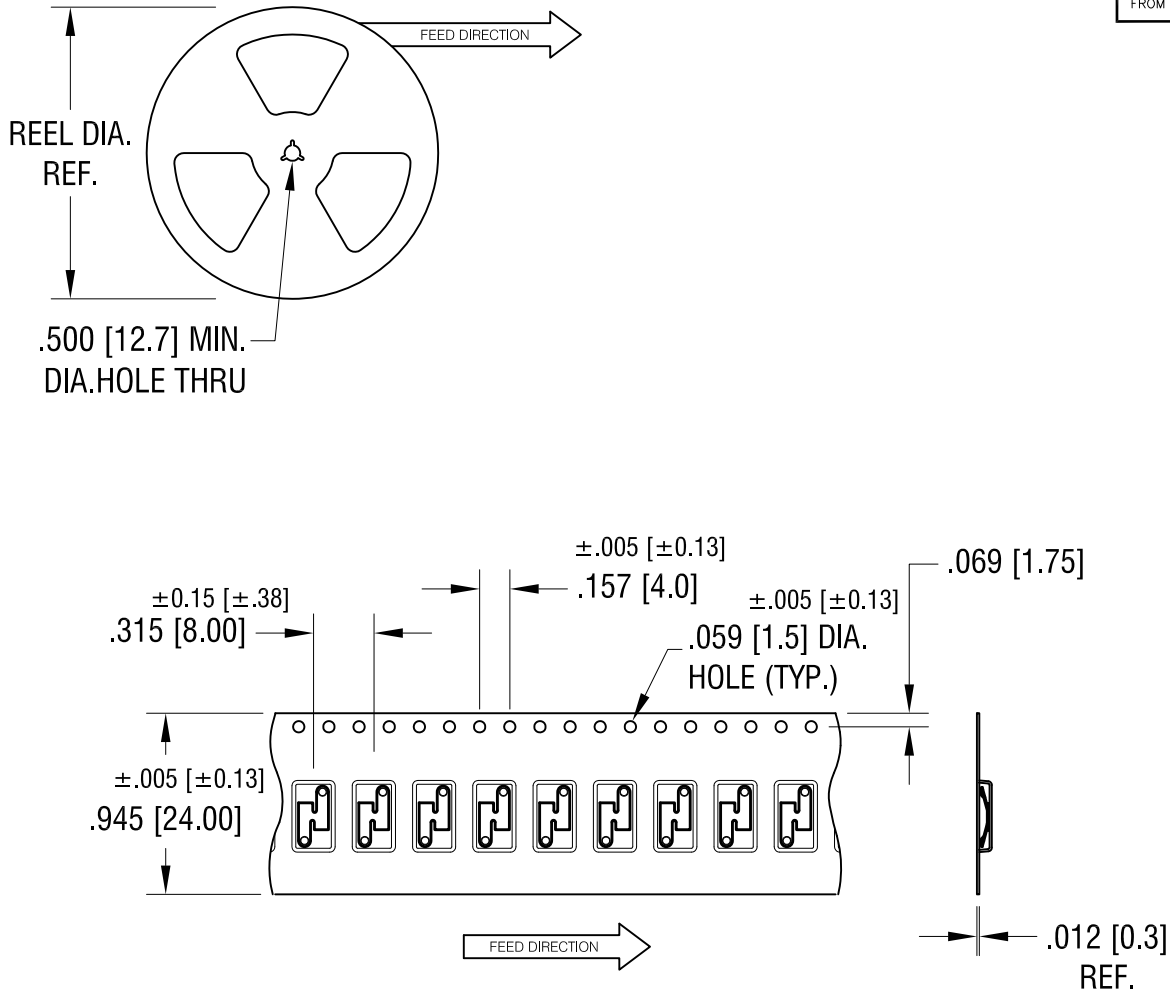 FROM
FEED DIRECTION
REEL DIA.
REF.
.500 [12.7] MIN.
DIA.HOLE THRU
±.005 [±0.13]
.157 [4.0]
.069 [1.75]
±0.15 [±.38]
.315 [8.00]
±.005 [±0.13]
.059 [1.5] DIA.
HOLE (TYP.)
±.005 [±0.13]
.945 [24.00]
FEED DIRECTION
.012 [0.3]
REF.